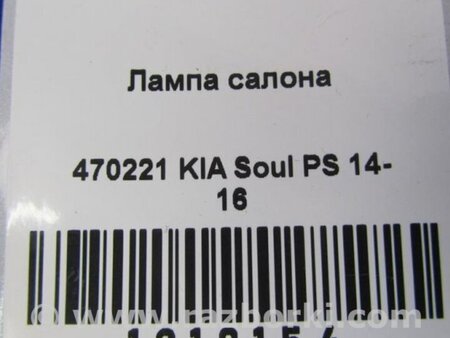 Лампа салона
470221 KIA Soul PS 14-
16
www.razborki.com